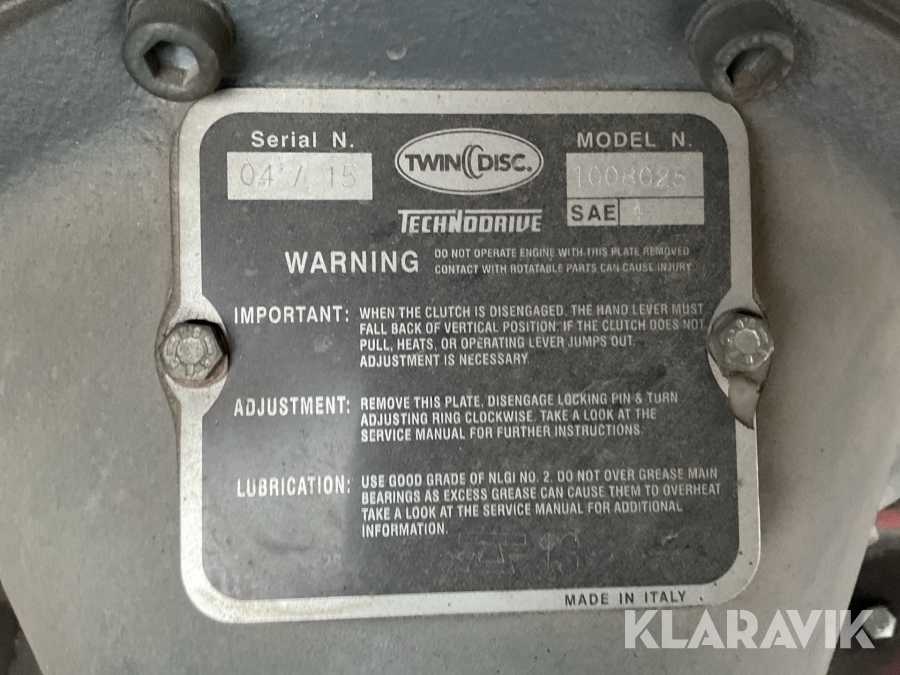 Serial N.
04 / 15
TWIN DISC.
MODEL N.
1008025
SAE 4
TECHNODRIVE
WARNING DO NOT OPERATE ENGINE WITH THIS PLATE REMOVED
CONTACT WITH ROTATABLE PARTS CAN CAUSE INJURY
IMPORTANT: WHEN THE CLUTCH IS DISENGAGED, THE HAND LEVER MUST
FALL BACK OF VERTICAL POSITION. IF THE CLUTCH DOES NOT
PULL, HEATS, OR OPERATING LEVER JUMPS OUT.
ADJUSTMENT IS NECESSARY.
ADJUSTMENT: REMOVE THIS PLATE, DISENGAGE LOCKING PIN & TURN
ADJUSTING RING CLOCKWISE. TAKE A LOOK AT THE
SERVICE MANUAL FOR FURTHER INSTRUCTIONS.
LUBRICATION: USE GOOD GRADE OF NLGI NO. 2. DO NOT OVER GREASE MAIN
BEARINGS AS EXCESS GREASE CAN CAUSE THEM TO OVERHEAT
TAKE A LOOK AT THE SERVICE MANUAL FOR ADDITIONAL
INFORMATION.
MADE IN ITALY
KLARAVIK